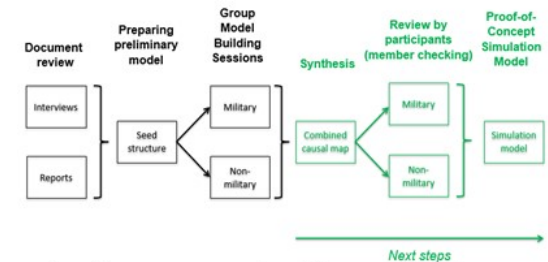 Document
review
Preparing
preliminary
model
Group
Model
Building
Sessions
Synthesis
Review by
participants
(member checking)
Proof-of-
Concept
Simulation
Model
Interviews
Reports
Seed
structure
Military
Non-
military
Combined
causal map
Military
Non-
military
Simulation
model
Next steps